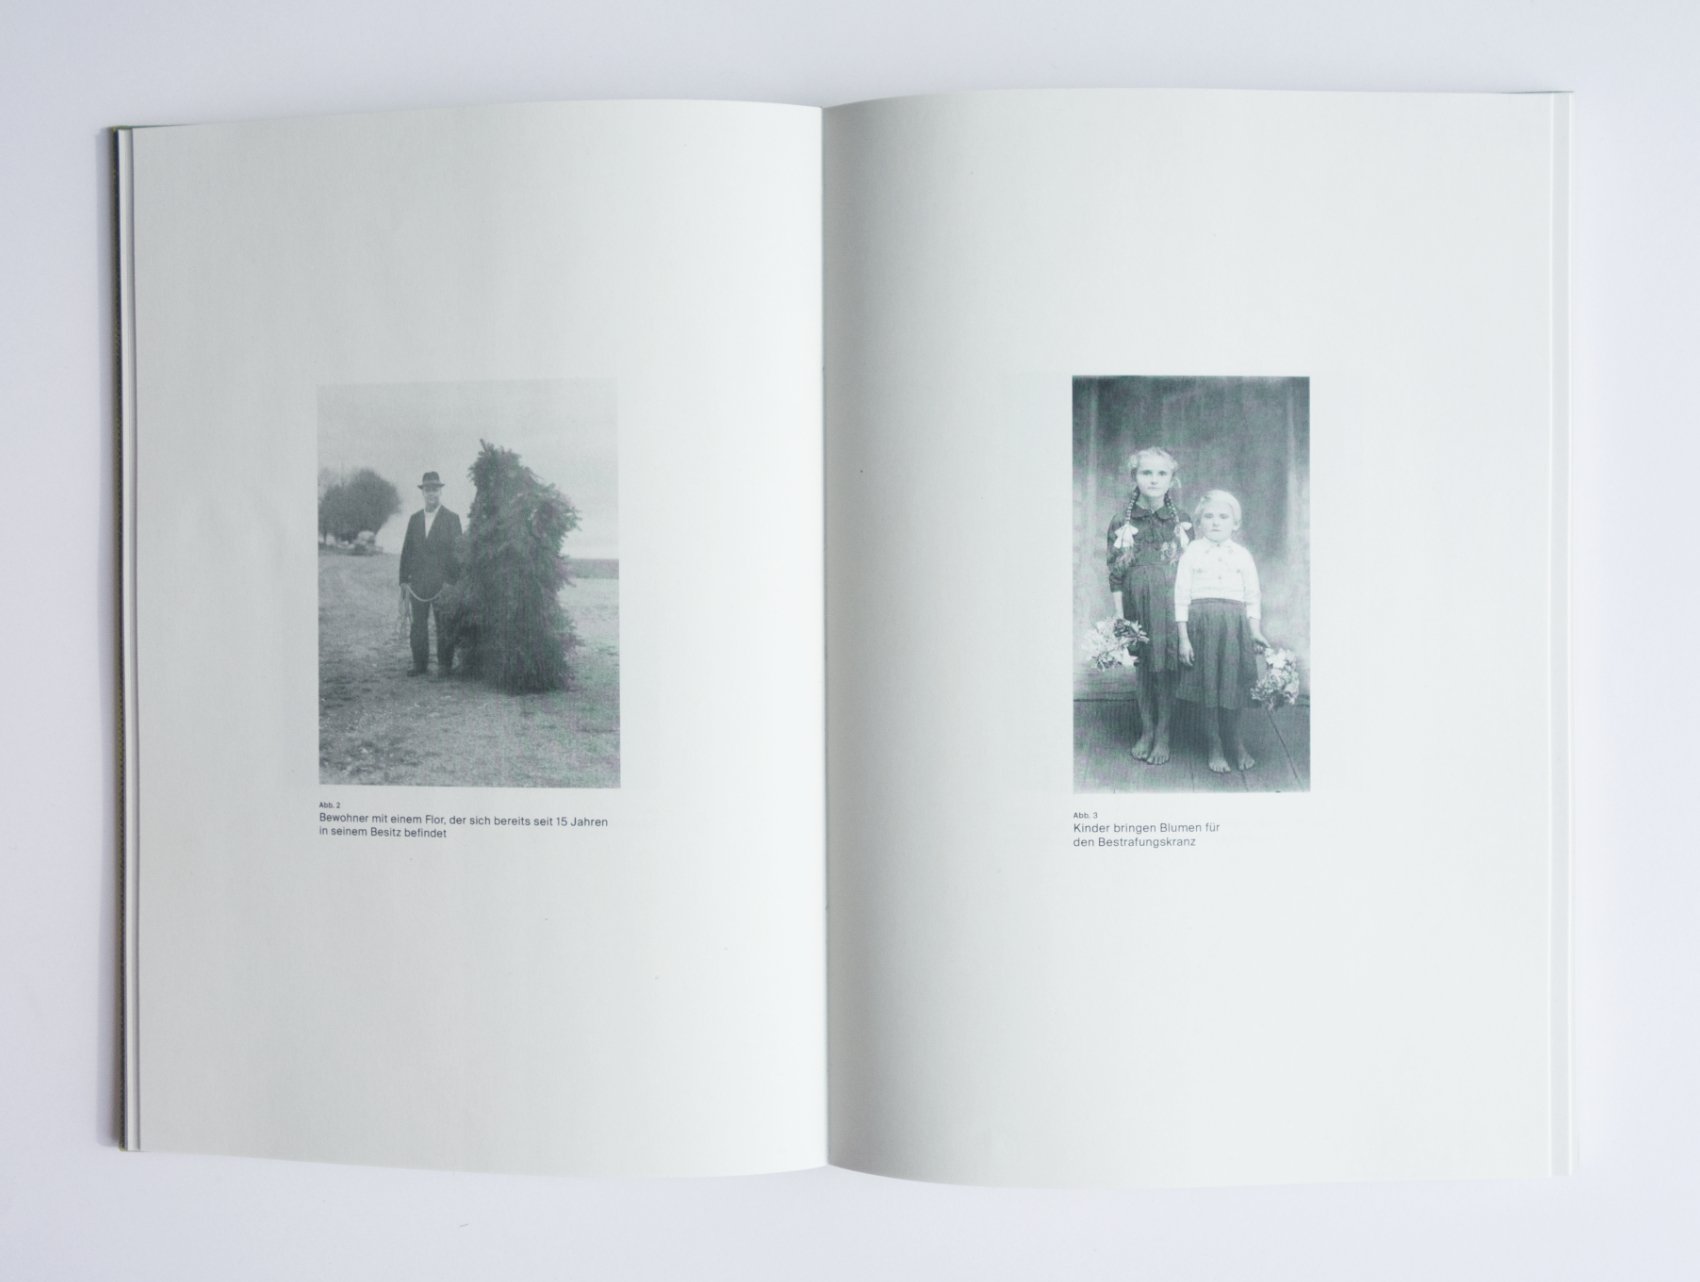 Abb. 2
Bewohner mit einem Flor, der sich bereits seit 15 Jahren
in seinem Besitz befindet
Abb. 3
Kinder bringen Blumen für
den Bestrafungskranz